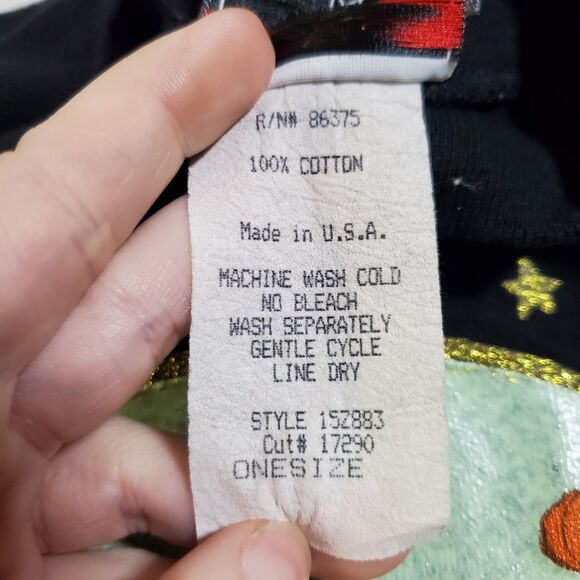 R/N# 86375
100% COTTON
Made in U.S.A.
MACHINE WASH COLD
NO BLEACH
WASH SEPARATELY
GENTLE CYCLE
LINE DRY
STYLE 15Z883
Cut# 17290
ONESIZE